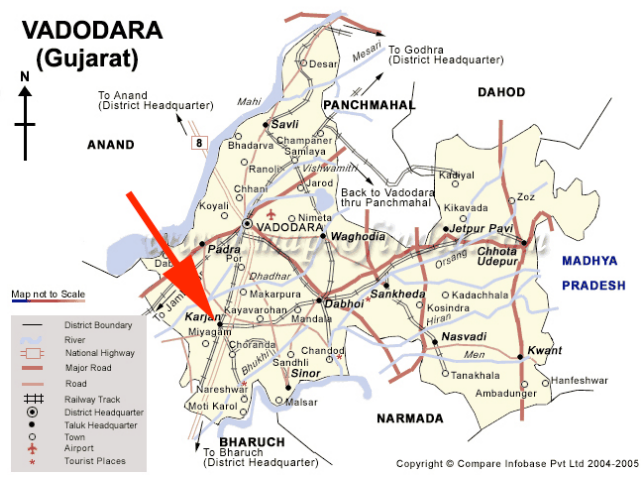 VADODARA
(Gujarat)
N
To Godhra
(District Headquarter)
Mesari
Desar
DAHOD
To Anand
(District Headquarter)
Mahi
PANCHMAHAL
Savli
8
ANAND
Champaner
Bhadarva
Samlaya
Vishwamitri
Ranoli
Kadiyal
Jarod
Chhani
Back to Vadodara
thru Panchmahal
Zoz
Koyali
Kikavada
Nimeta
VADODARA
Jetpur Pavi
Waghodia
Padra
Chhota
Udepur
Orsang
MADHYA
PRADESH
Por
Dhadhar
Map not to Scale
Makarpura
Sankheda
Kadachhala
Dabhoi
Karjan
Kayavarohan
Mandala
Kosindra
Hiran
Miyagam
District Boundary
River
Choranda
Nasvadi
National Highway
Bhukhri
Chandod
Men
Kwant
Sandhli
Major Road
Sinor
Tanakhala
Road
Hanfeshwar
Nareshwar
Ambadunger
Railway Track
Malsar
Moti Karol
District Headquarter
NARMADA
Taluk Headquarter
Town
BHARUCH
Airport
To Bharuch
(District Headquarter)
Tourist Places
Copyright © Compare Infobase Pvt Ltd 2004-2005